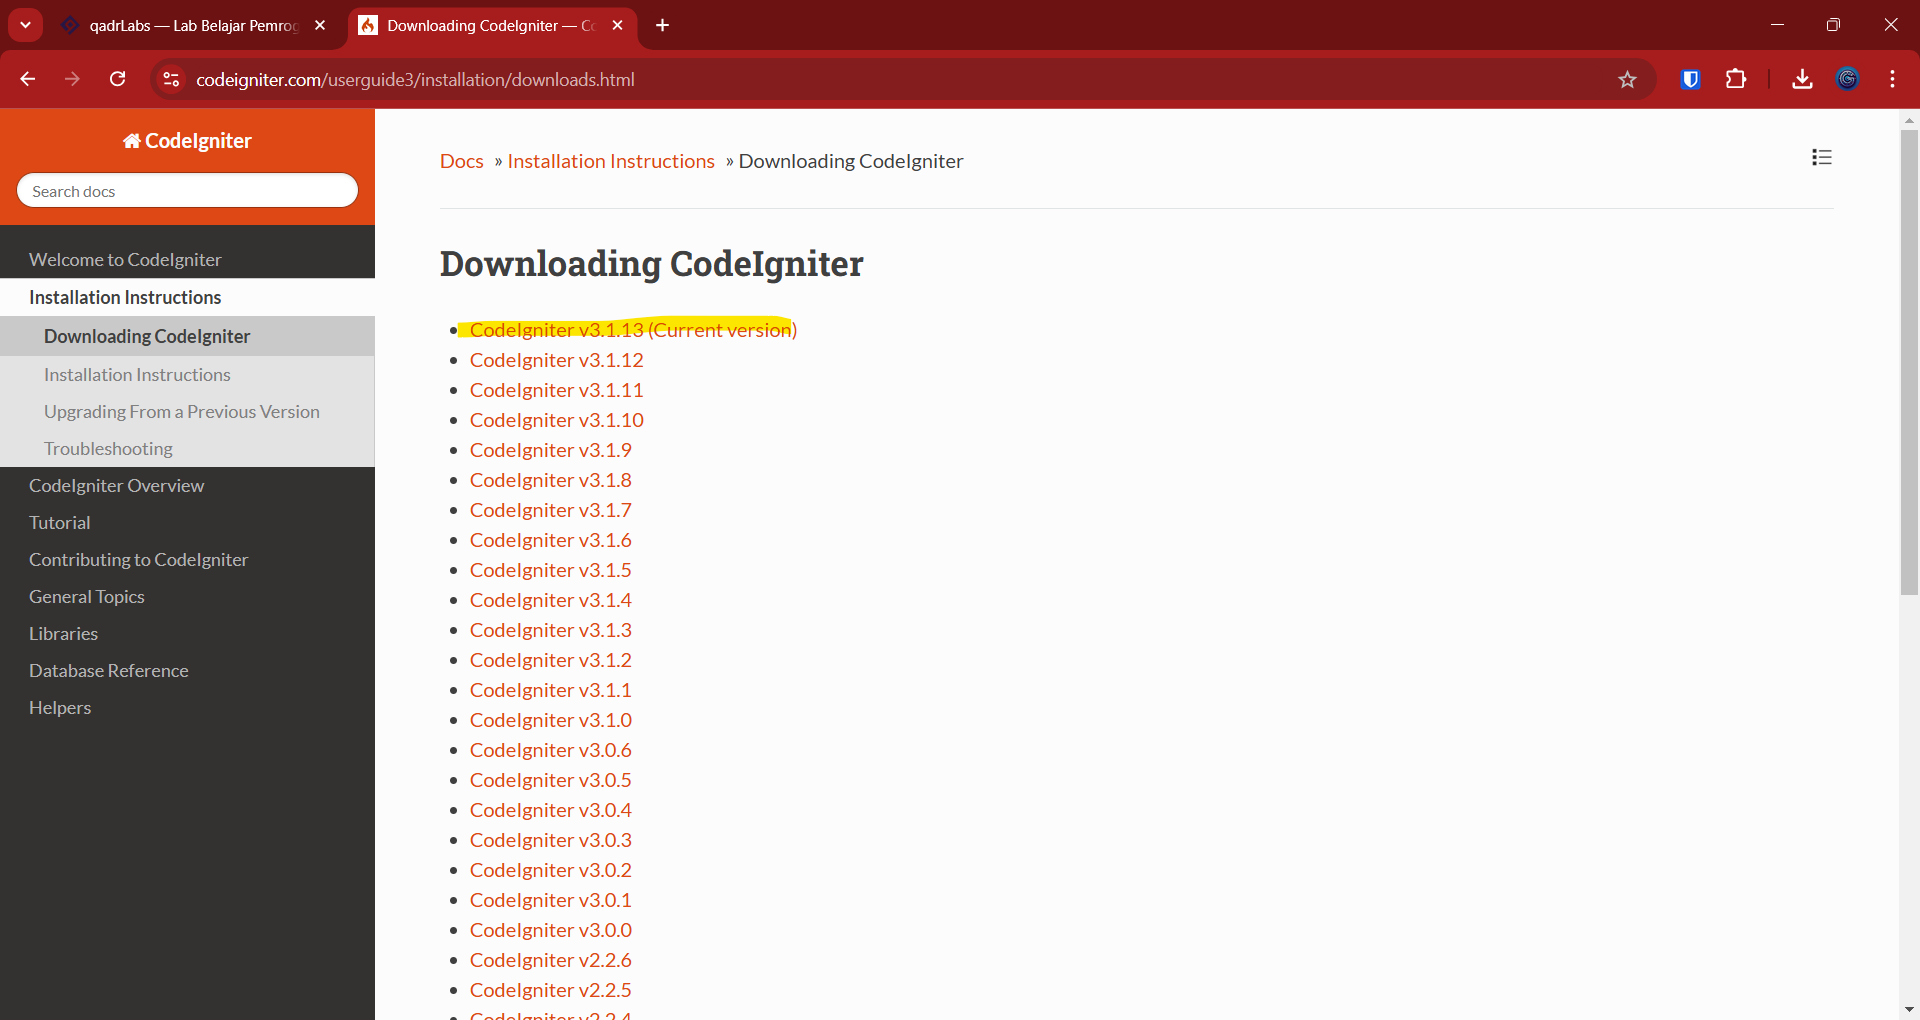 qadrLabs — Lab Belajar Pemrog
Downloading CodeIgniter — Co
codeigniter.com/userguide3/installation/downloads.html
CodeIgniter
Search docs
Welcome to CodeIgniter
Installation Instructions
Downloading CodeIgniter
Installation Instructions
Upgrading From a Previous Version
Troubleshooting
CodeIgniter Overview
Tutorial
Contributing to CodeIgniter
General Topics
Libraries
Database Reference
Helpers
Docs » Installation Instructions » Downloading CodeIgniter
Downloading CodeIgniter
CodeIgniter v3.1.13 (Current version)
CodeIgniter v3.1.12
CodeIgniter v3.1.11
CodeIgniter v3.1.10
CodeIgniter v3.1.9
CodeIgniter v3.1.8
CodeIgniter v3.1.7
CodeIgniter v3.1.6
CodeIgniter v3.1.5
CodeIgniter v3.1.4
CodeIgniter v3.1.3
CodeIgniter v3.1.2
CodeIgniter v3.1.1
CodeIgniter v3.1.0
CodeIgniter v3.0.6
CodeIgniter v3.0.5
CodeIgniter v3.0.4
CodeIgniter v3.0.3
CodeIgniter v3.0.2
CodeIgniter v3.0.1
CodeIgniter v3.0.0
CodeIgniter v2.2.6
CodeIgniter v2.2.5
CodeIgniter v2.2.4